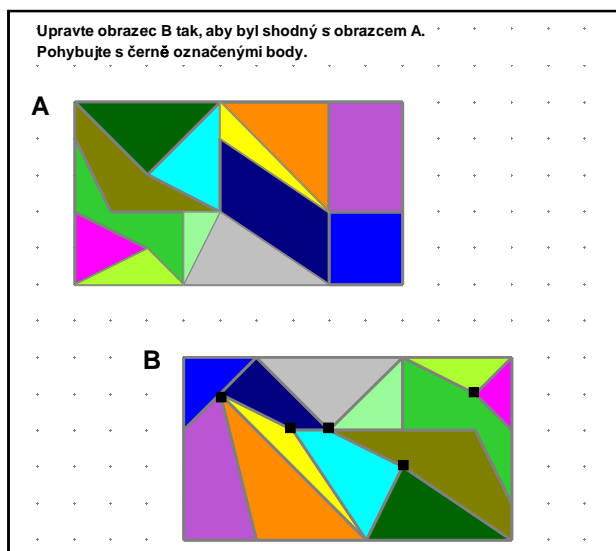 Upravte obrazec B tak, aby byl shodný s obrazcem A.
Pohybujte s černě označenými body.
A
B